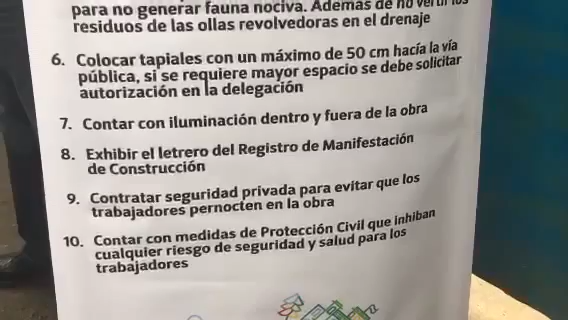 para no generar fauna nociva. Además de no verter los
residuos de las ollas revolvedoras en el drenaje
6. Colocar tapiales con un máximo de 50 cm hacía la vía
pública, si se requiere mayor espacio se debe solicitar
autorización en la delegación
7. Contar con iluminación dentro y fuera de la obra
8. Exhibir el letrero del Registro de Manifestación
de Construcción
9. Contratar seguridad privada para evitar que los
trabajadores pernocten en la obra
10. Contar con medidas de Protección Civil que inhiban
cualquier riesgo de seguridad y salud para los
trabajadores